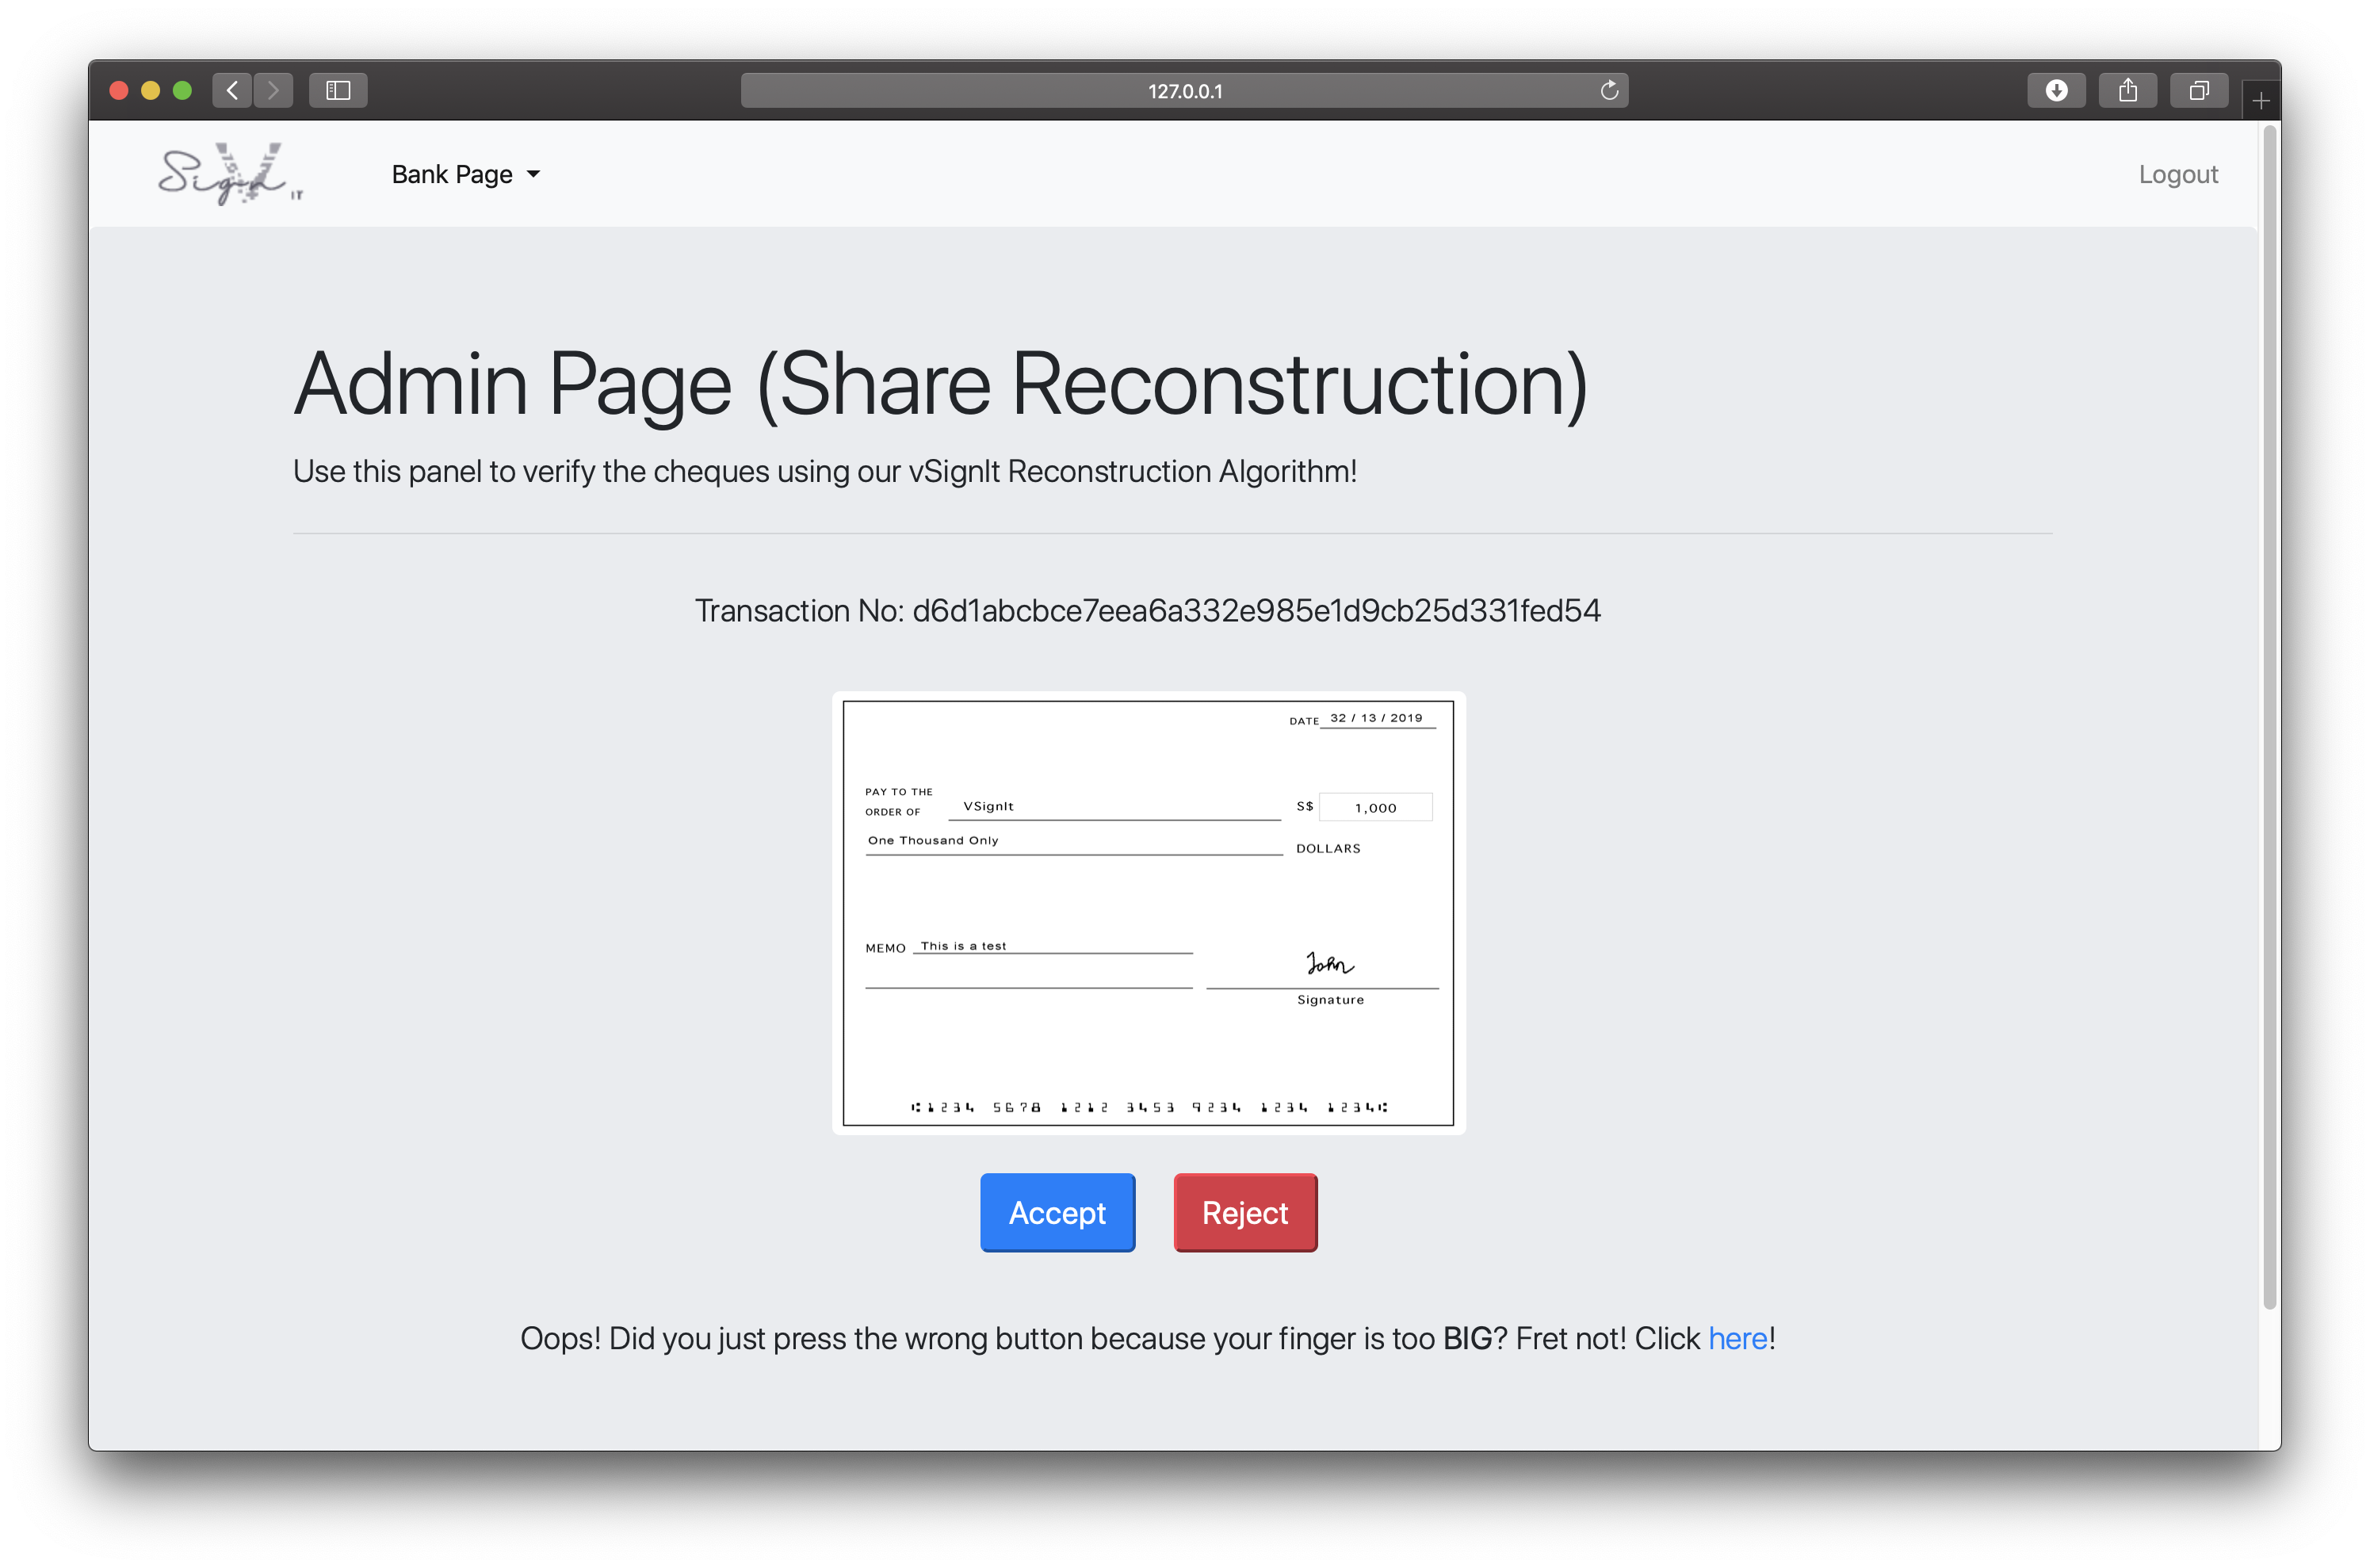 127.0.0.1
Sign V IT
Bank Page
Logout
Admin Page (Share Reconstruction)
Use this panel to verify the cheques using our vSignIt Reconstruction Algorithm!
Transaction No: d6d1abcbce7eea6a332e985e1d9cb25d331fed54
DATE 32 / 13 / 2019
PAY TO THE
ORDER OF VSignIt S$ 1,000
One Thousand Only DOLLARS
MEMO This is a test
John
Signature
⑆1234 5678 1212 3453 9234 1234 1234⑆
Accept Reject
Oops! Did you just press the wrong button because your finger is too BIG? Fret not! Click here!